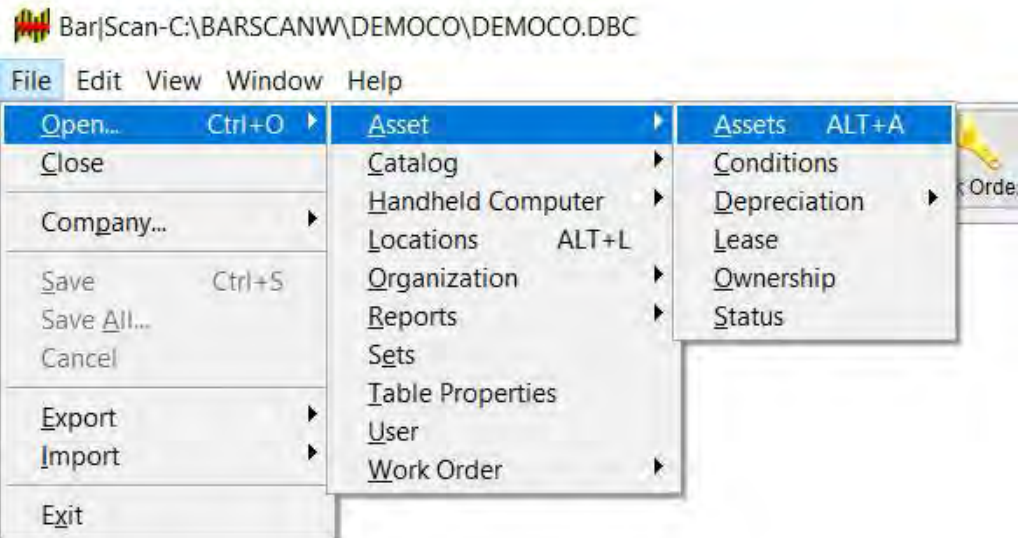 Bar|Scan-C:\BARSCANW\DEMOCO\DEMOCO.DBC
File Edit View Window Help
Open... Ctrl+O
Close
Company...
Save Ctrl+S
Save All...
Cancel
Export
Import
Exit
Asset
Catalog
Handheld Computer
Locations ALT+L
Organization
Reports
Sets
Table Properties
User
Work Order
Assets ALT+A
Conditions
Depreciation
Lease
Ownership
Status
k Orde